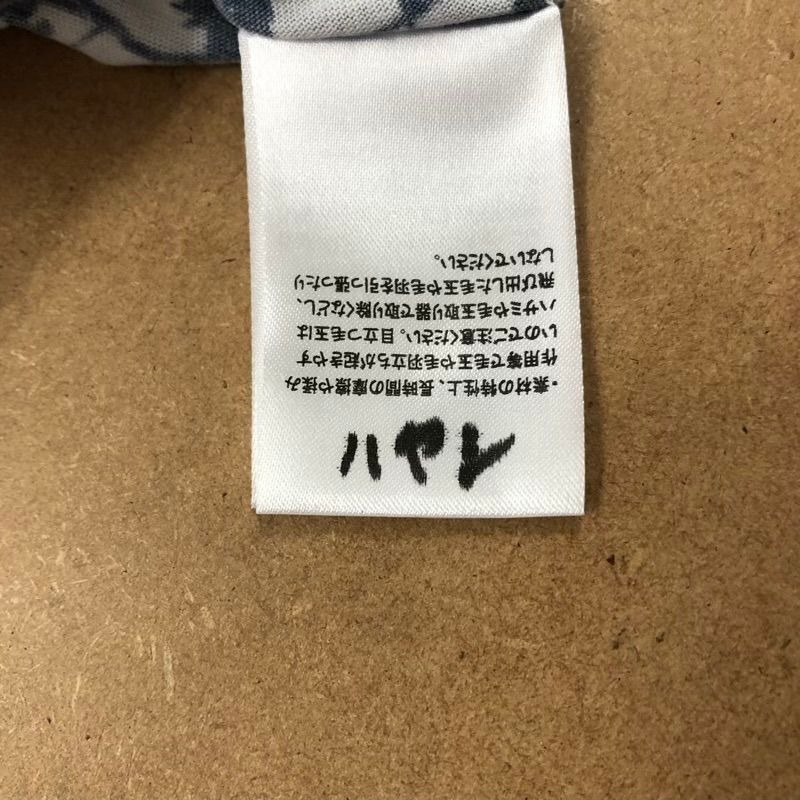 ・素材の特性上、長時間の摩擦や揉み
作用等で毛玉や毛羽立ちが起きやす
いのでご注意ください。目立つ毛玉は
ハサミや毛玉取り器で取り除くなどし、
飛び出した毛玉や毛羽を引っ張ったり
しないでください。